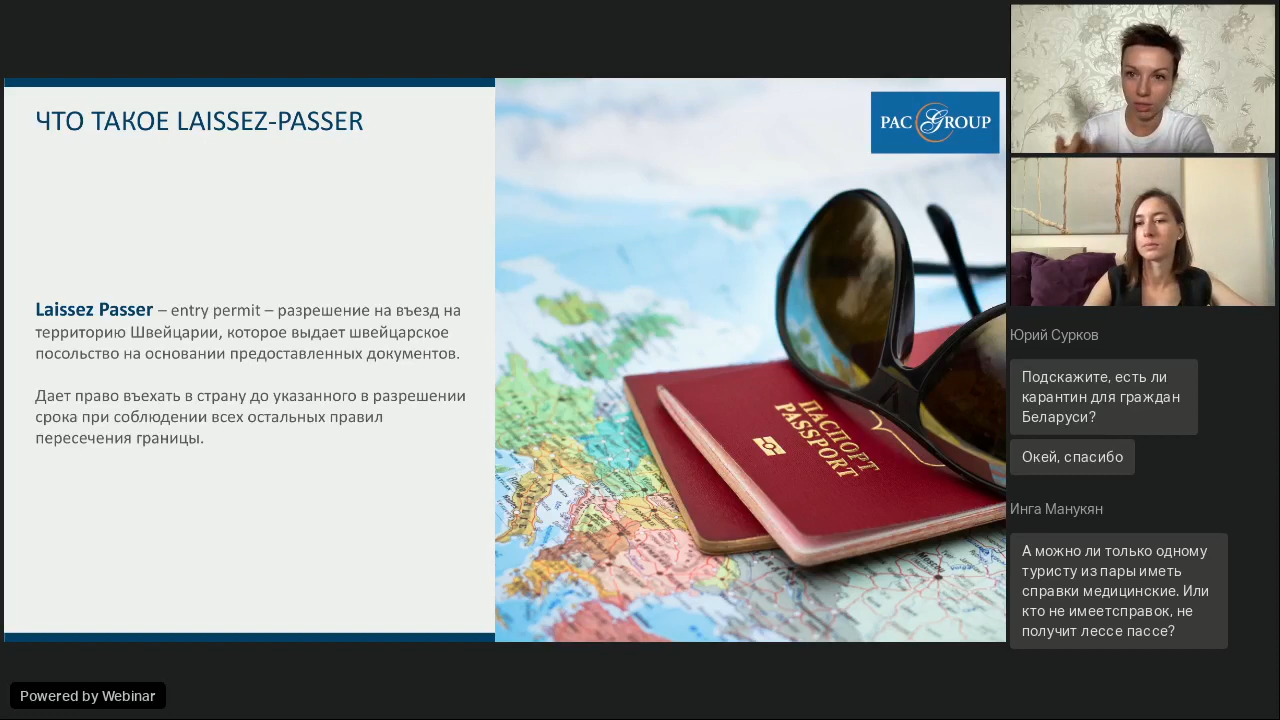 ЧТО ТАКОЕ LAISSEZ-PASSER
Laissez Passer – entry permit – разрешение на въезд на
территорию Швейцарии, которое выдает швейцарское
посольство на основании предоставленных документов.
Дает право въехать в страну до указанного в разрешении
срока при соблюдении всех остальных правил
пересечения границы.
PAC GROUP
ПАСПОРТ
PASSPORT
Юрий Сурков
Подскажите, есть ли
карантин для граждан
Беларуси?
Окей, спасибо
Инга Манукян
А можно ли только одному
туристу из пары иметь
справки медицинские. Или
кто не имеетсправок, не
получит лессе пассе?
Powered by Webinar